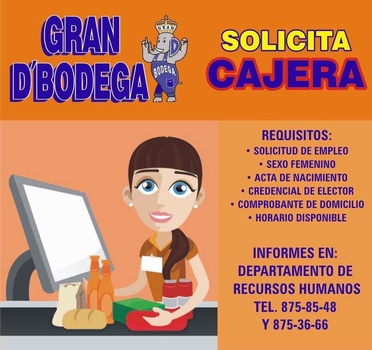 GRAN
D'BODEGA
BODEGA
SOLICITA
CAJERA
REQUISITOS:
• SOLICITUD DE EMPLEO
• SEXO FEMENINO
• ACTA DE NACIMIENTO
• CREDENCIAL DE ELECTOR
• COMPROBANTE DE DOMICILIO
• HORARIO DISPONIBLE
INFORMES EN:
DEPARTAMENTO DE
RECURSOS HUMANOS
TEL. 875-85-48
Y 875-36-66